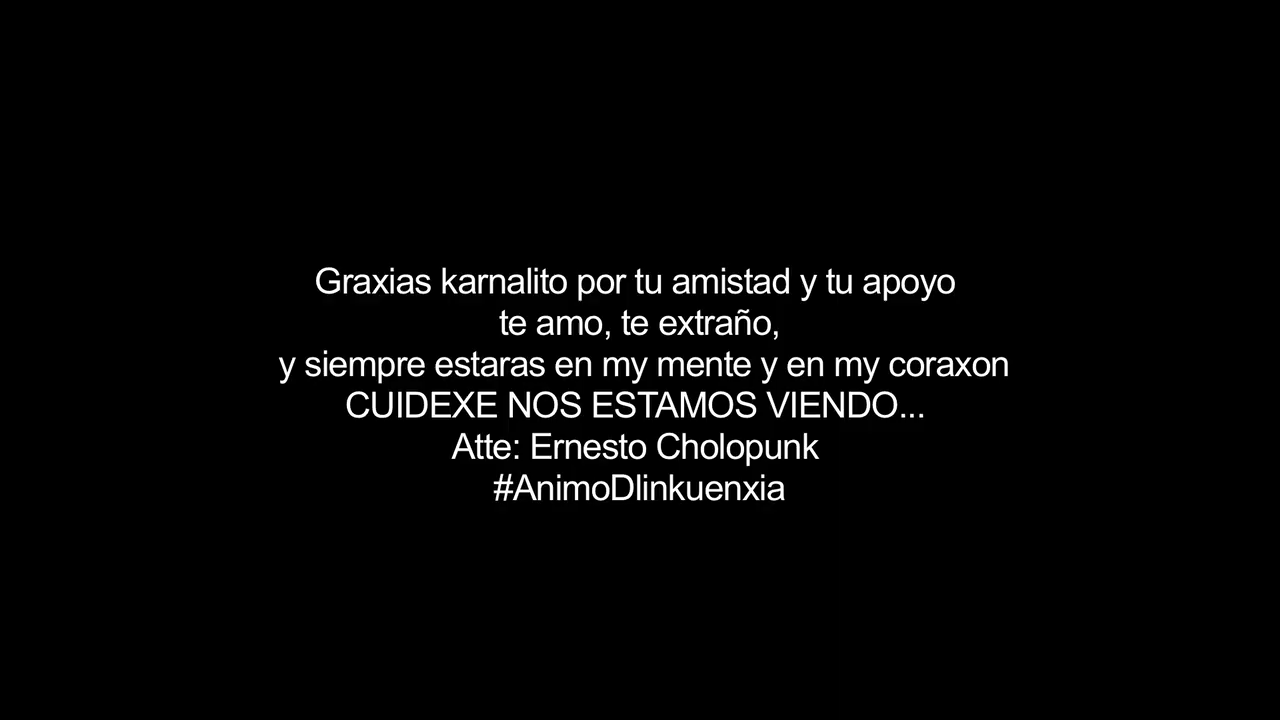 Graxias karnalito por tu amistad y tu apoyo
te amo, te extraño,
y siempre estaras en my mente y en my coraxon
CUIDEXE NOS ESTAMOS VIENDO...
Atte: Ernesto Cholopunk
#AnimoDlinkuenxia